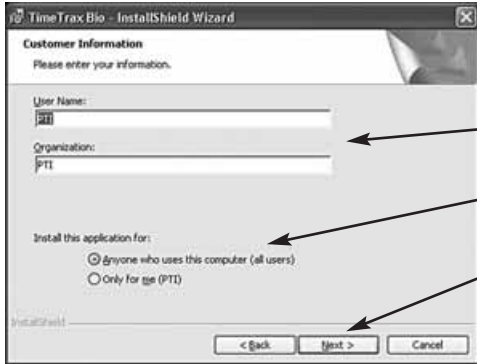 TimeTrax Bio - InstallShield Wizard
Customer Information
Please enter your information.
User Name:
PTI
Organization:
PTI
Install this application for:
Anyone who uses this computer (all users)
Only for me (PTI)
InstallShield
< Back Next > Cancel